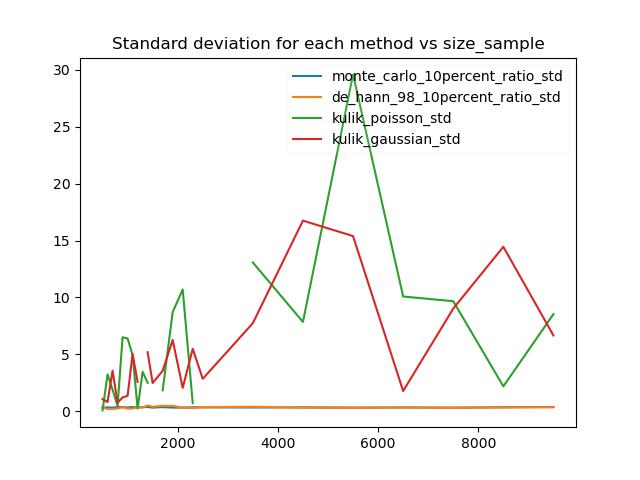 Standard deviation for each method vs size_sample
monte_carlo_10percent_ratio_std
de_hann_98_10percent_ratio_std
kulik_poisson_std
kulik_gaussian_std
30
25
20
15
10
5
0
2000 4000 6000 8000